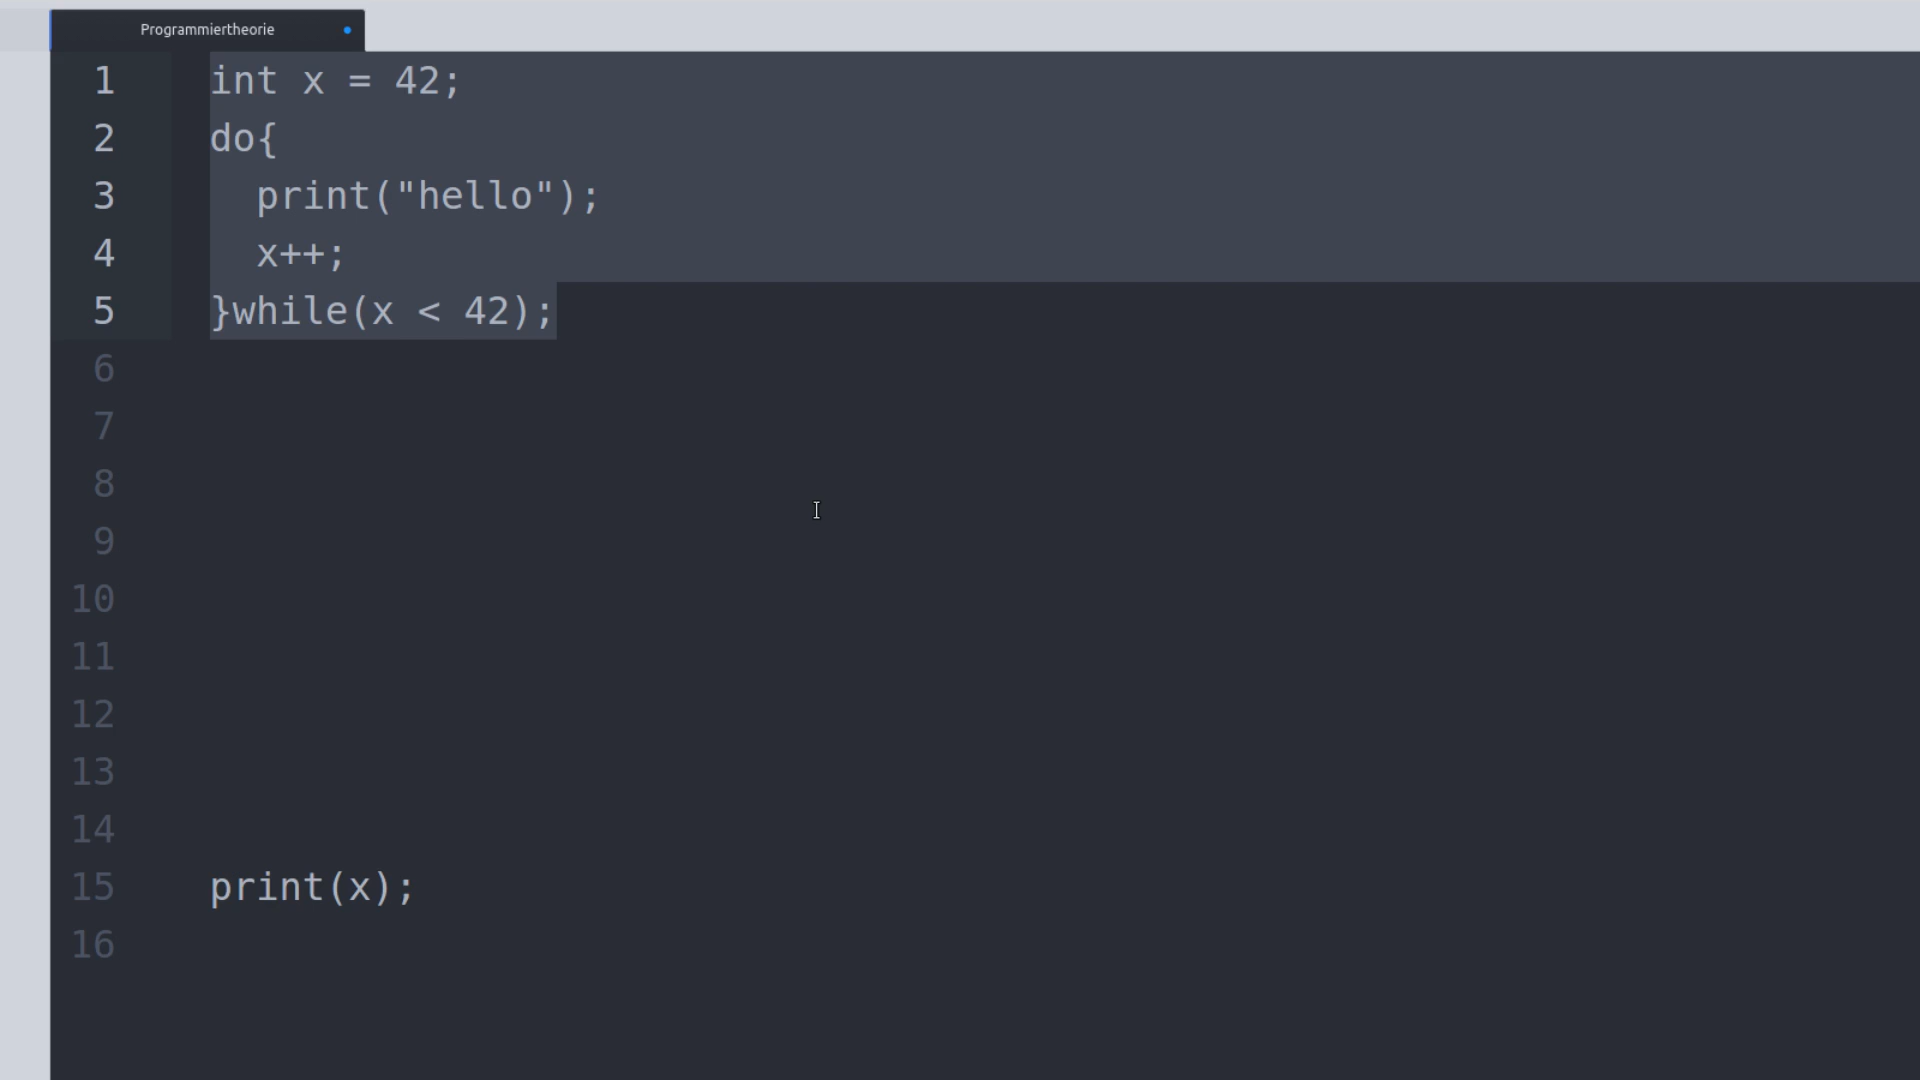 Programmiertheorie
1 int x = 42;
2 do{
3   print("hello");
4   x++;
5 }while(x < 42);
6
7
8
9
10
11
12
13
14
15 print(x);
16